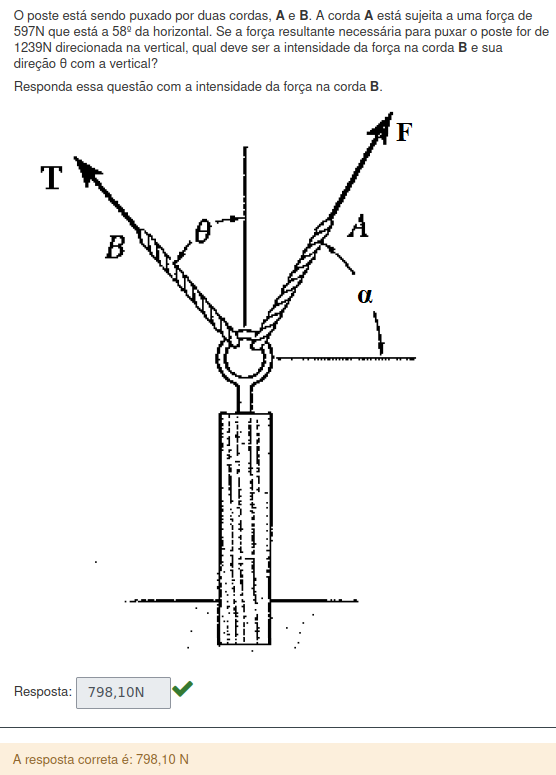 O poste está sendo puxado por duas cordas, A e B. A corda A está sujeita a uma força de
597N que está a 58º da horizontal. Se a força resultante necessária para puxar o poste for de
1239N direcionada na vertical, qual deve ser a intensidade da força na corda B e sua
direção θ com a vertical?
Responda essa questão com a intensidade da força na corda B.
F
T
A
θ
B
α
Resposta: 798,10N
A resposta correta é: 798,10 N